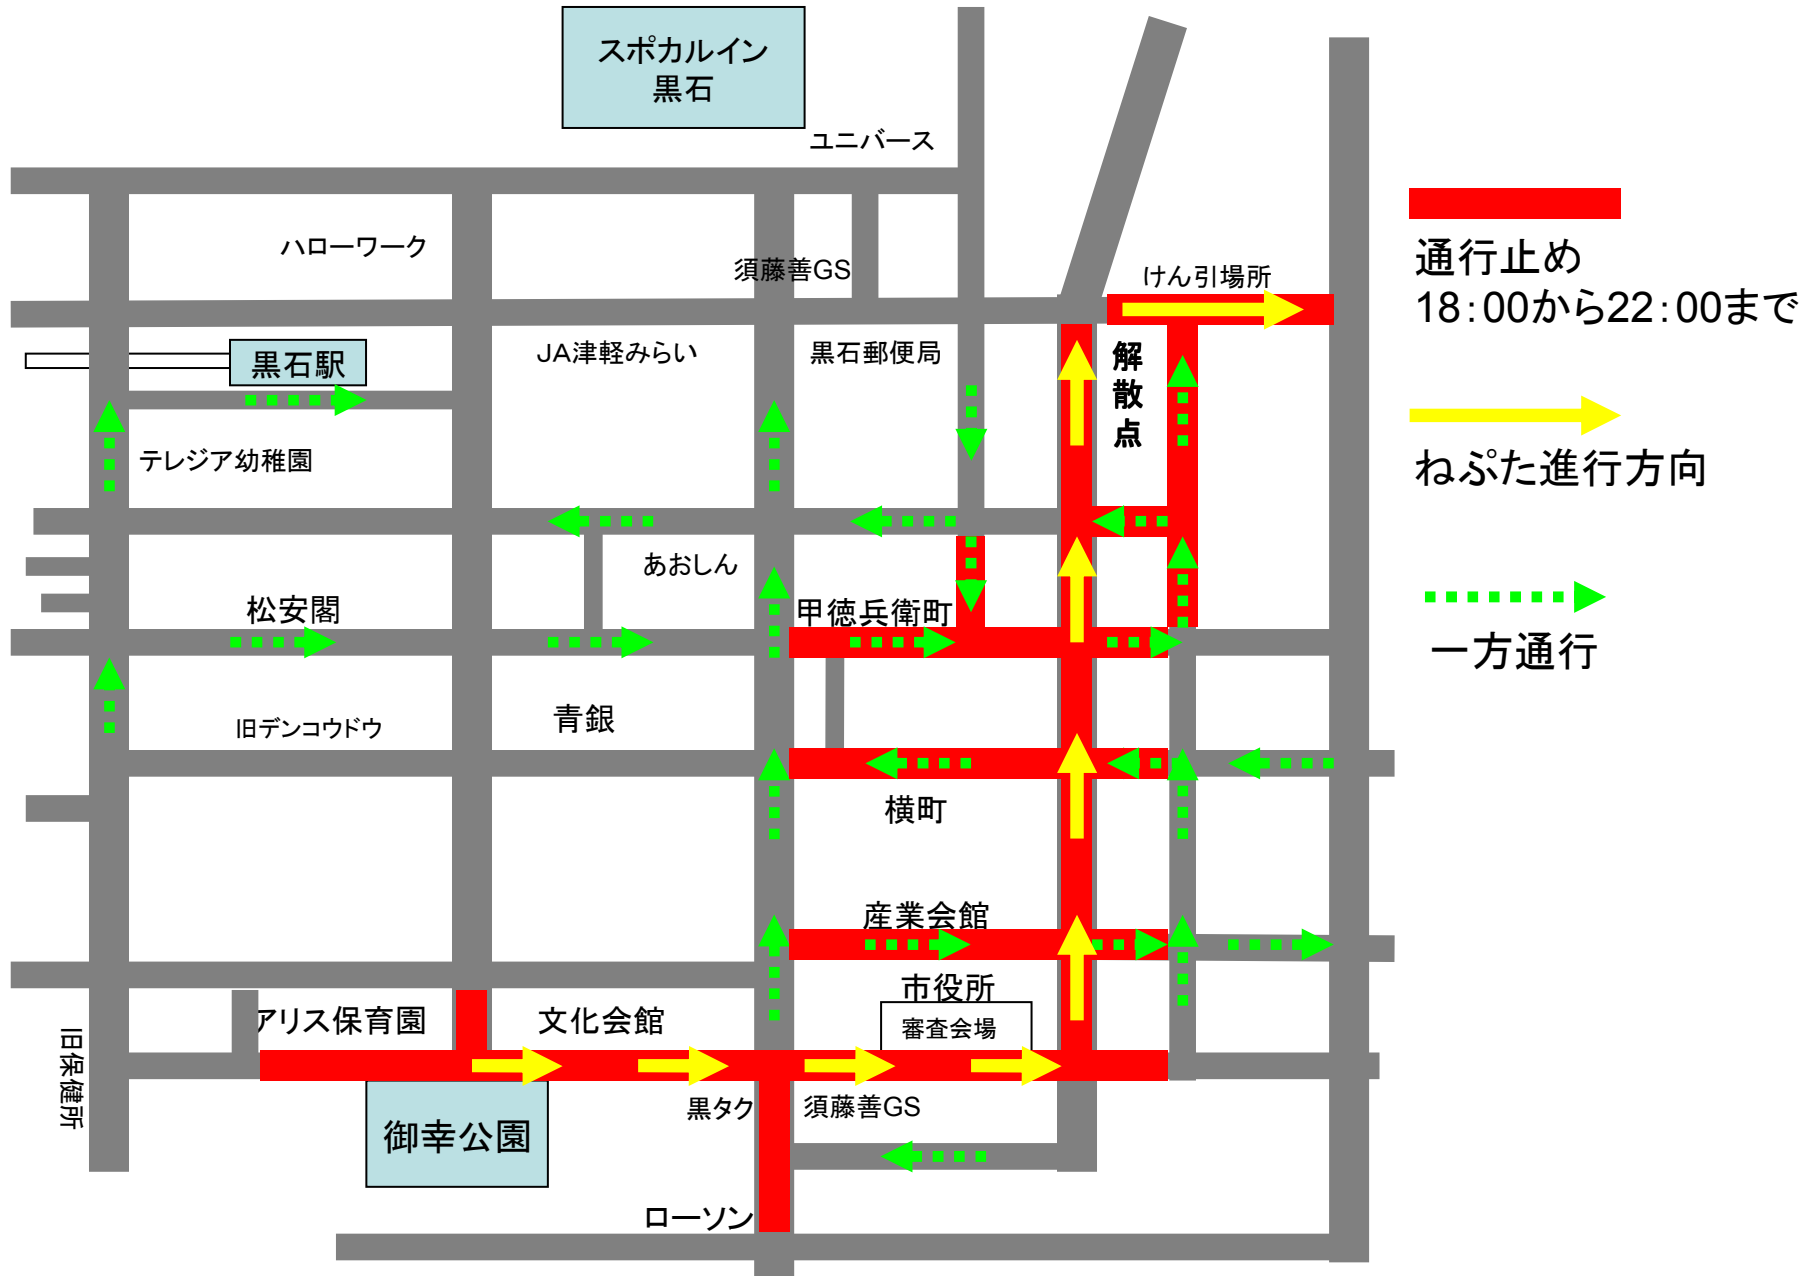 スポカルイン
黒石
ユニバース
ハローワーク
須藤善GS
けん引場所
通行止め
18:00から22:00まで
黒石駅
JA津軽みらい
黒石郵便局
解散点
テレジア幼稚園
ねぷた進行方向
あおしん
松安閣
甲徳兵衛町
一方通行
旧デンコウドウ
青銀
横町
産業会館
市役所
アリス保育園
文化会館
審査会場
旧保健所
御幸公園
黒タク
須藤善GS
ローソン